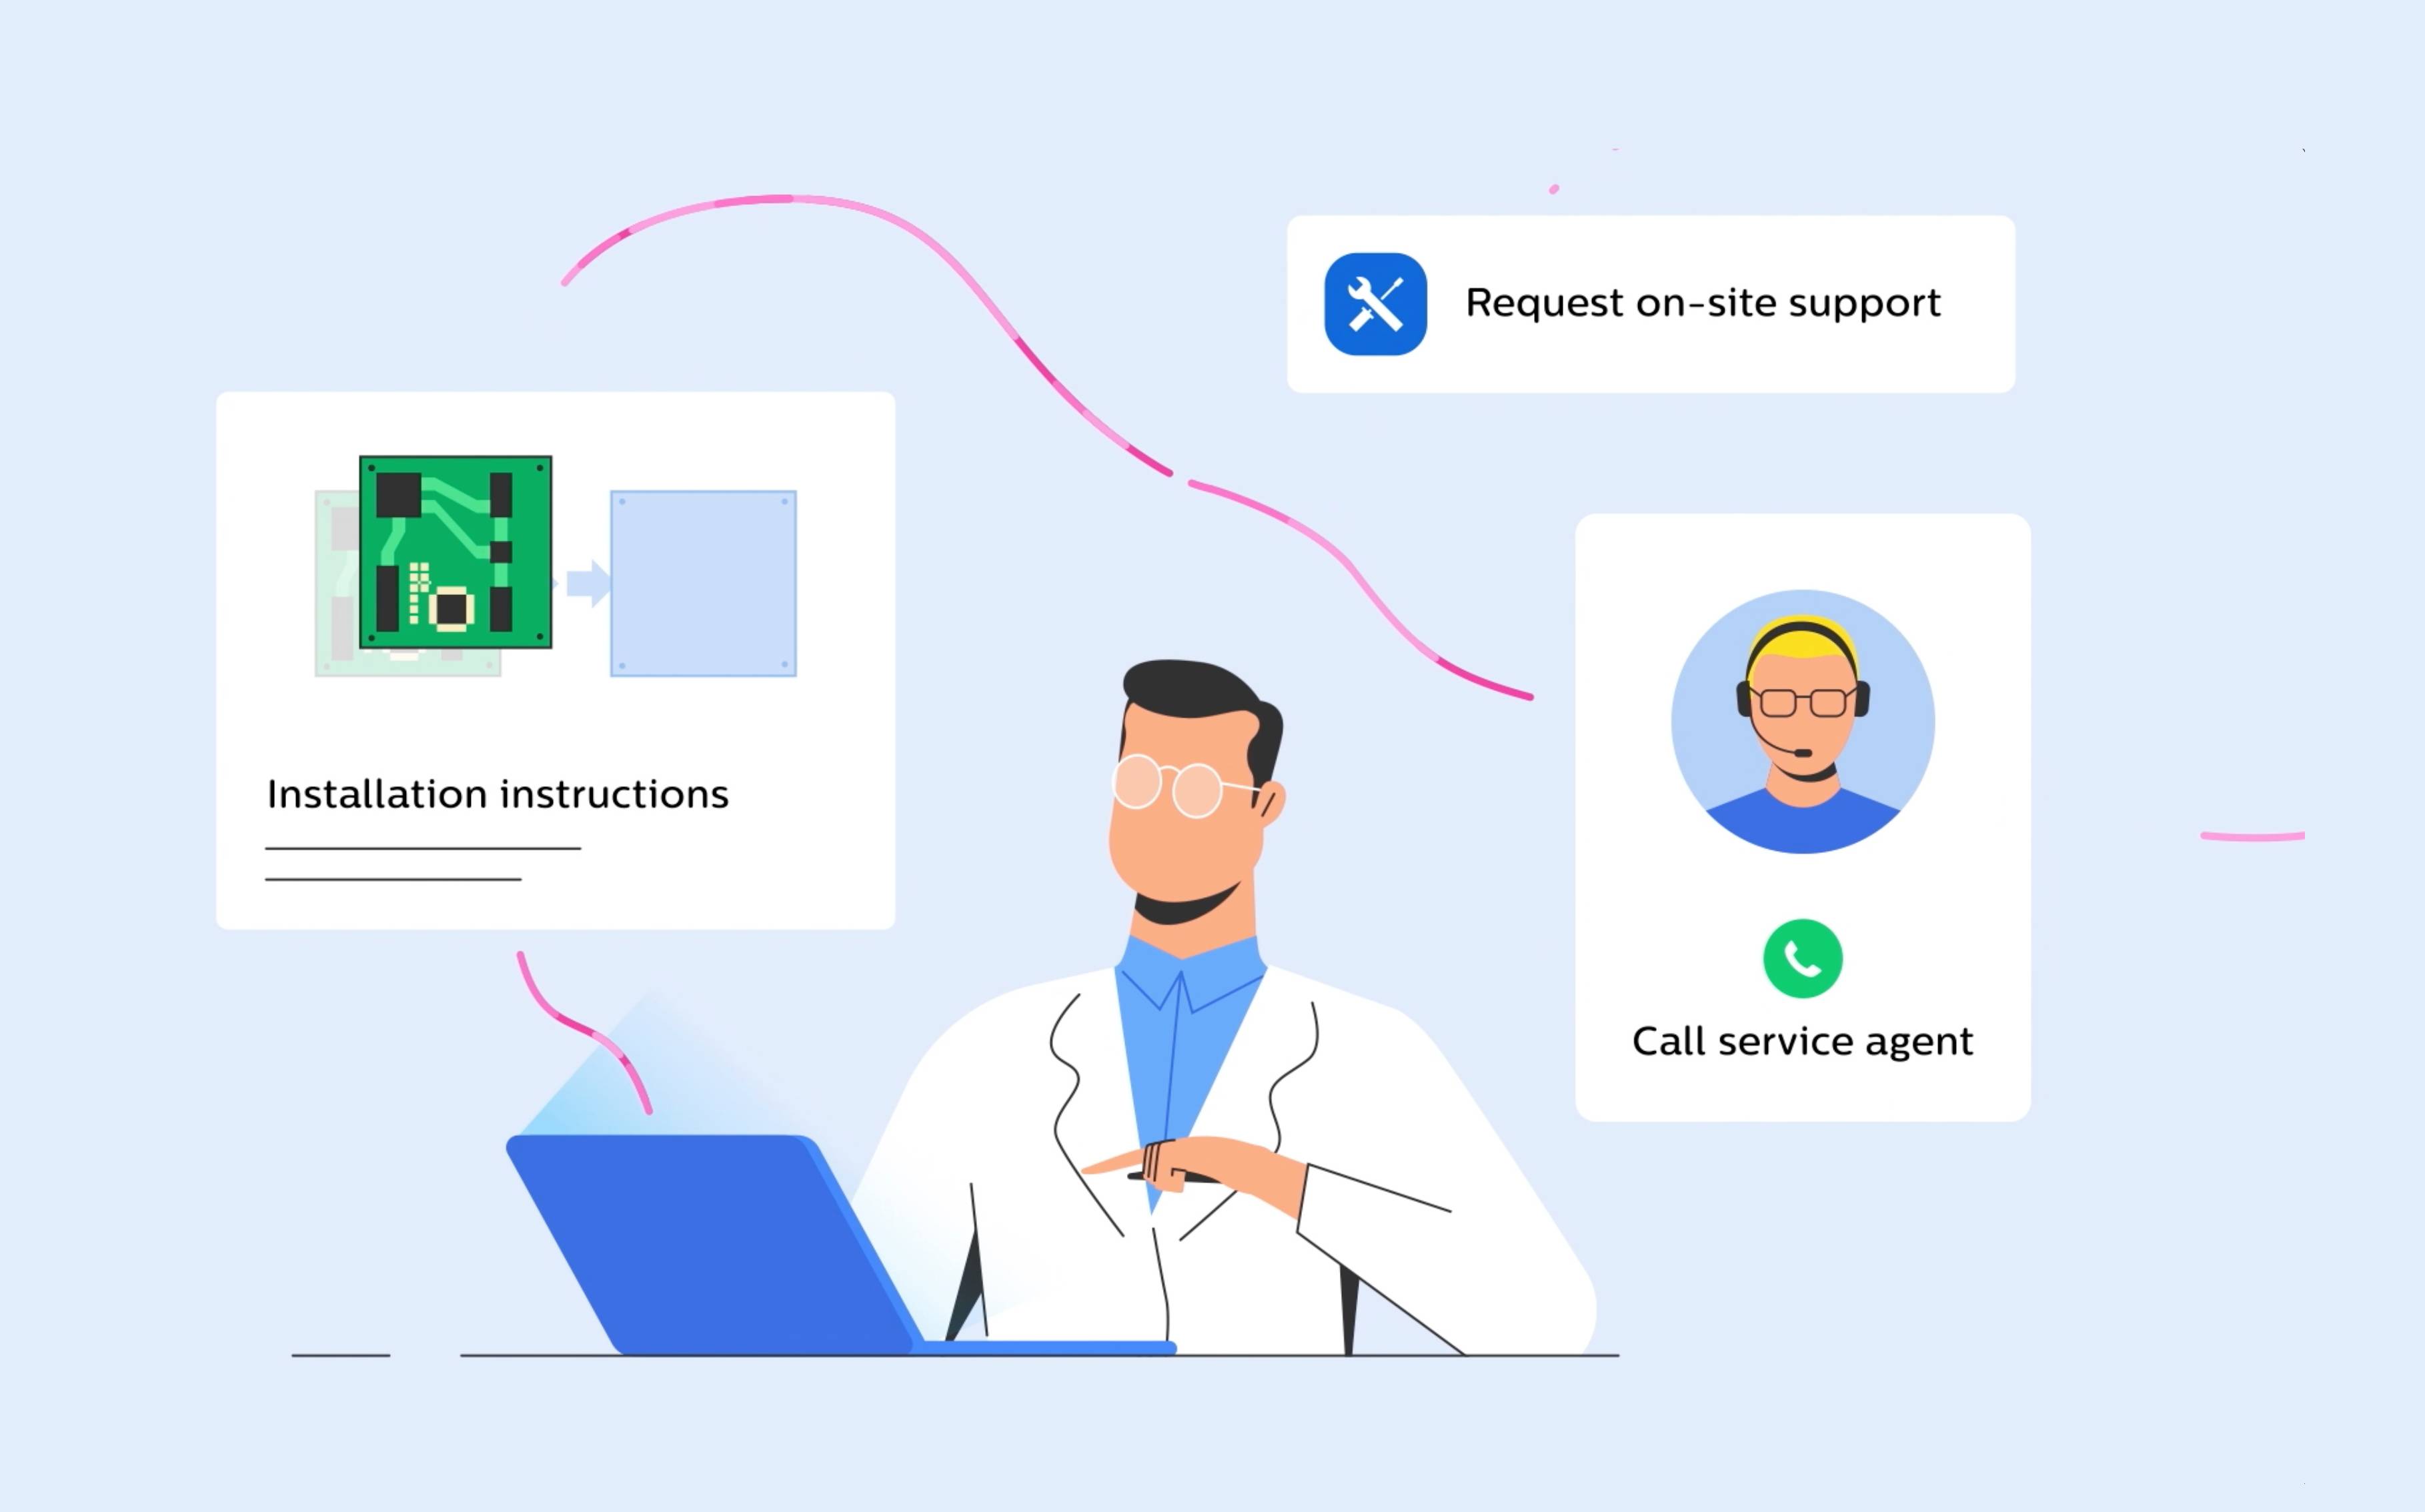 Request on-site support
Installation instructions
Call service agent